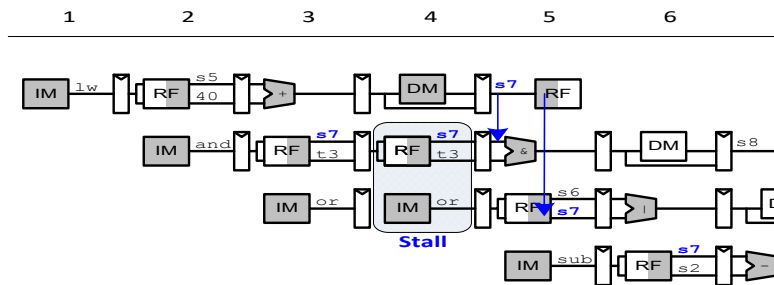 1 2 3 4 5 6
IM lw RF s5 40 + DM s7 RF
IM and RF s7 t3 RF s7 t3 & DM s8
IM or IM or RF s6 s7 | D
Stall
IM sub RF s7 s2 -